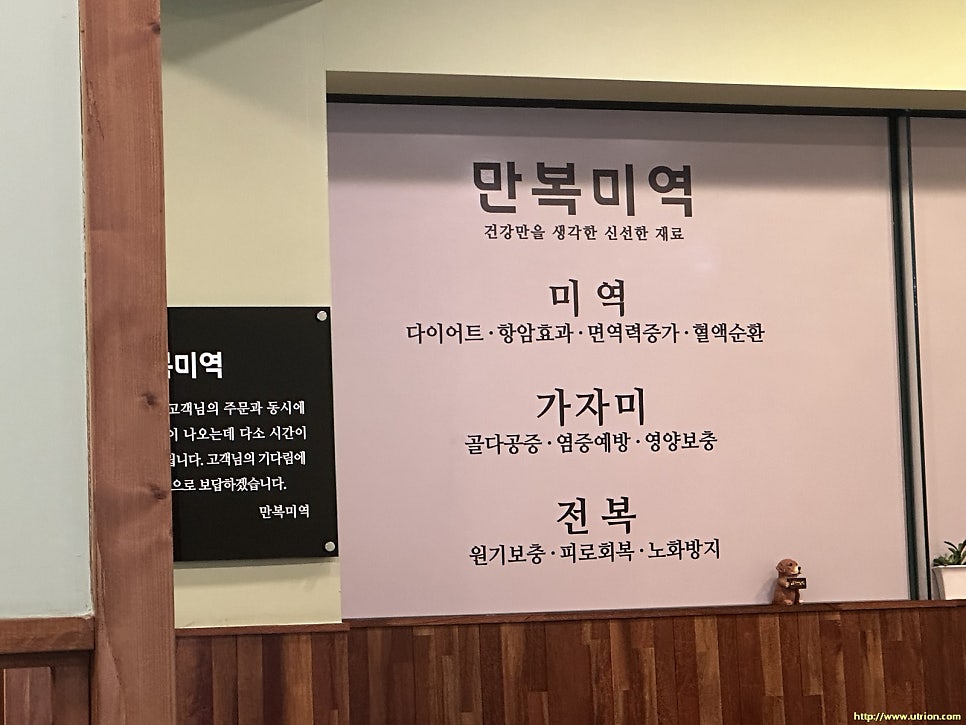 만복미역
건강만을 생각한 신선한 재료
미역
다이어트·항암효과·면역력증가·혈액순환
가자미
골다공증·염증예방·영양보충
전복
원기보충·피로회복·노화방지
미역
고객님의 주문과 동시에
나오는데 다소 시간이
고객님의 기다림에
으로 보답하겠습니다.
만복미역
http://www.utrion.com